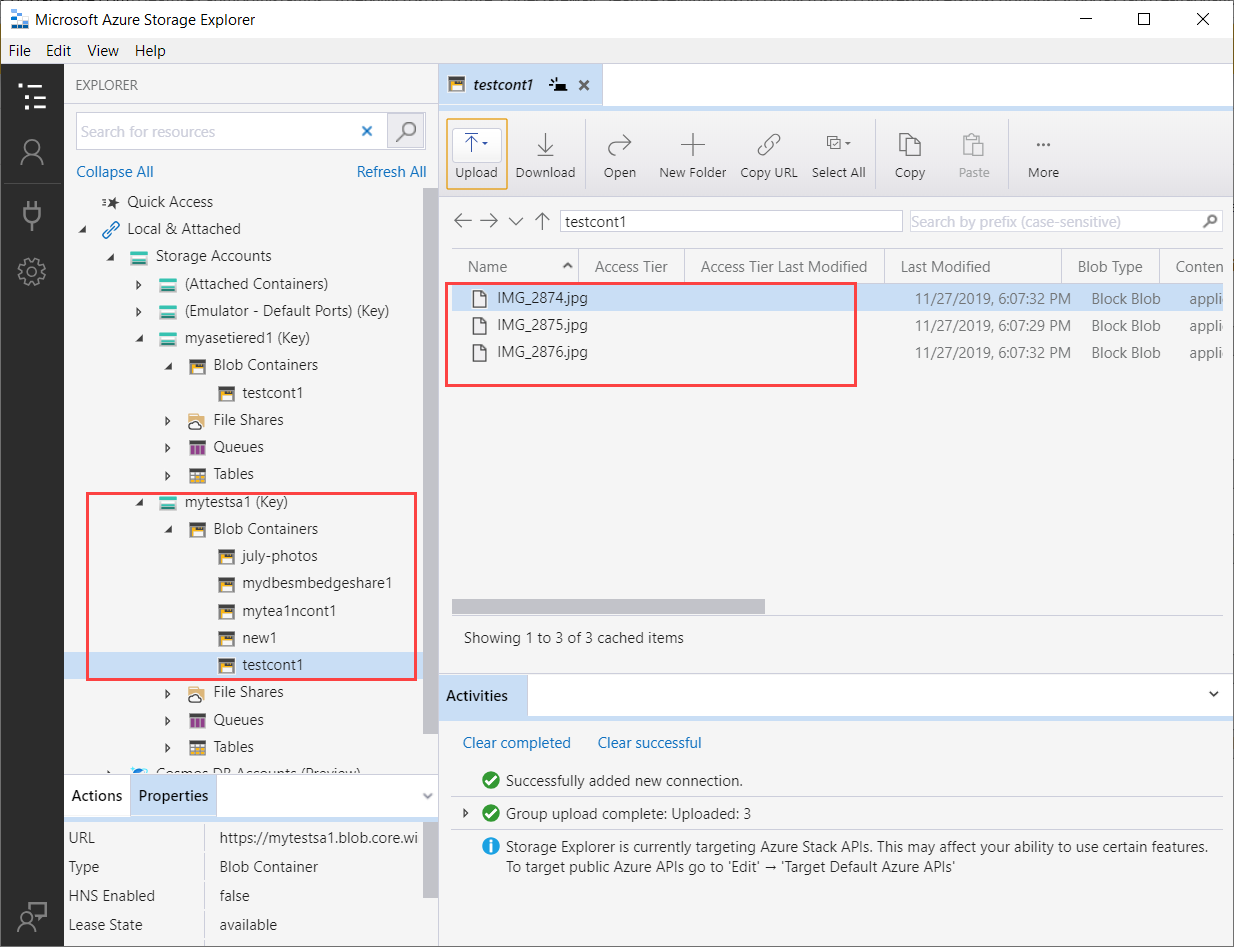 Microsoft Azure Storage Explorer
File Edit View Help
EXPLORER
Search for resources
Collapse All Refresh All
Quick Access
Local & Attached
Storage Accounts
(Attached Containers)
(Emulator - Default Ports) (Key)
myasetiered1 (Key)
Blob Containers
testcont1
File Shares
Queues
Tables
mytestsa1 (Key)
Blob Containers
july-photos
mydbesmbedgeshare1
mytea1ncont1
new1
testcont1
File Shares
Queues
Tables
Cosmos DB Accounts (Preview)
Actions Properties
URL https://mytestsa1.blob.core.wi
Type Blob Container
HNS Enabled false
Lease State available
testcont1
Upload Download Open New Folder Copy URL Select All Copy Paste More
testcont1 Search by prefix (case-sensitive)
Name Access Tier Access Tier Last Modified Last Modified Blob Type Conten
IMG_2874.jpg 11/27/2019, 6:07:32 PM Block Blob appli
IMG_2875.jpg 11/27/2019, 6:07:29 PM Block Blob appli
IMG_2876.jpg 11/27/2019, 6:07:32 PM Block Blob appli
Showing 1 to 3 of 3 cached items
Activities
Clear completed Clear successful
Successfully added new connection.
Group upload complete: Uploaded: 3
Storage Explorer is currently targeting Azure Stack APIs. This may affect your ability to use certain features.
To target public Azure APIs go to 'Edit' → 'Target Default Azure APIs'